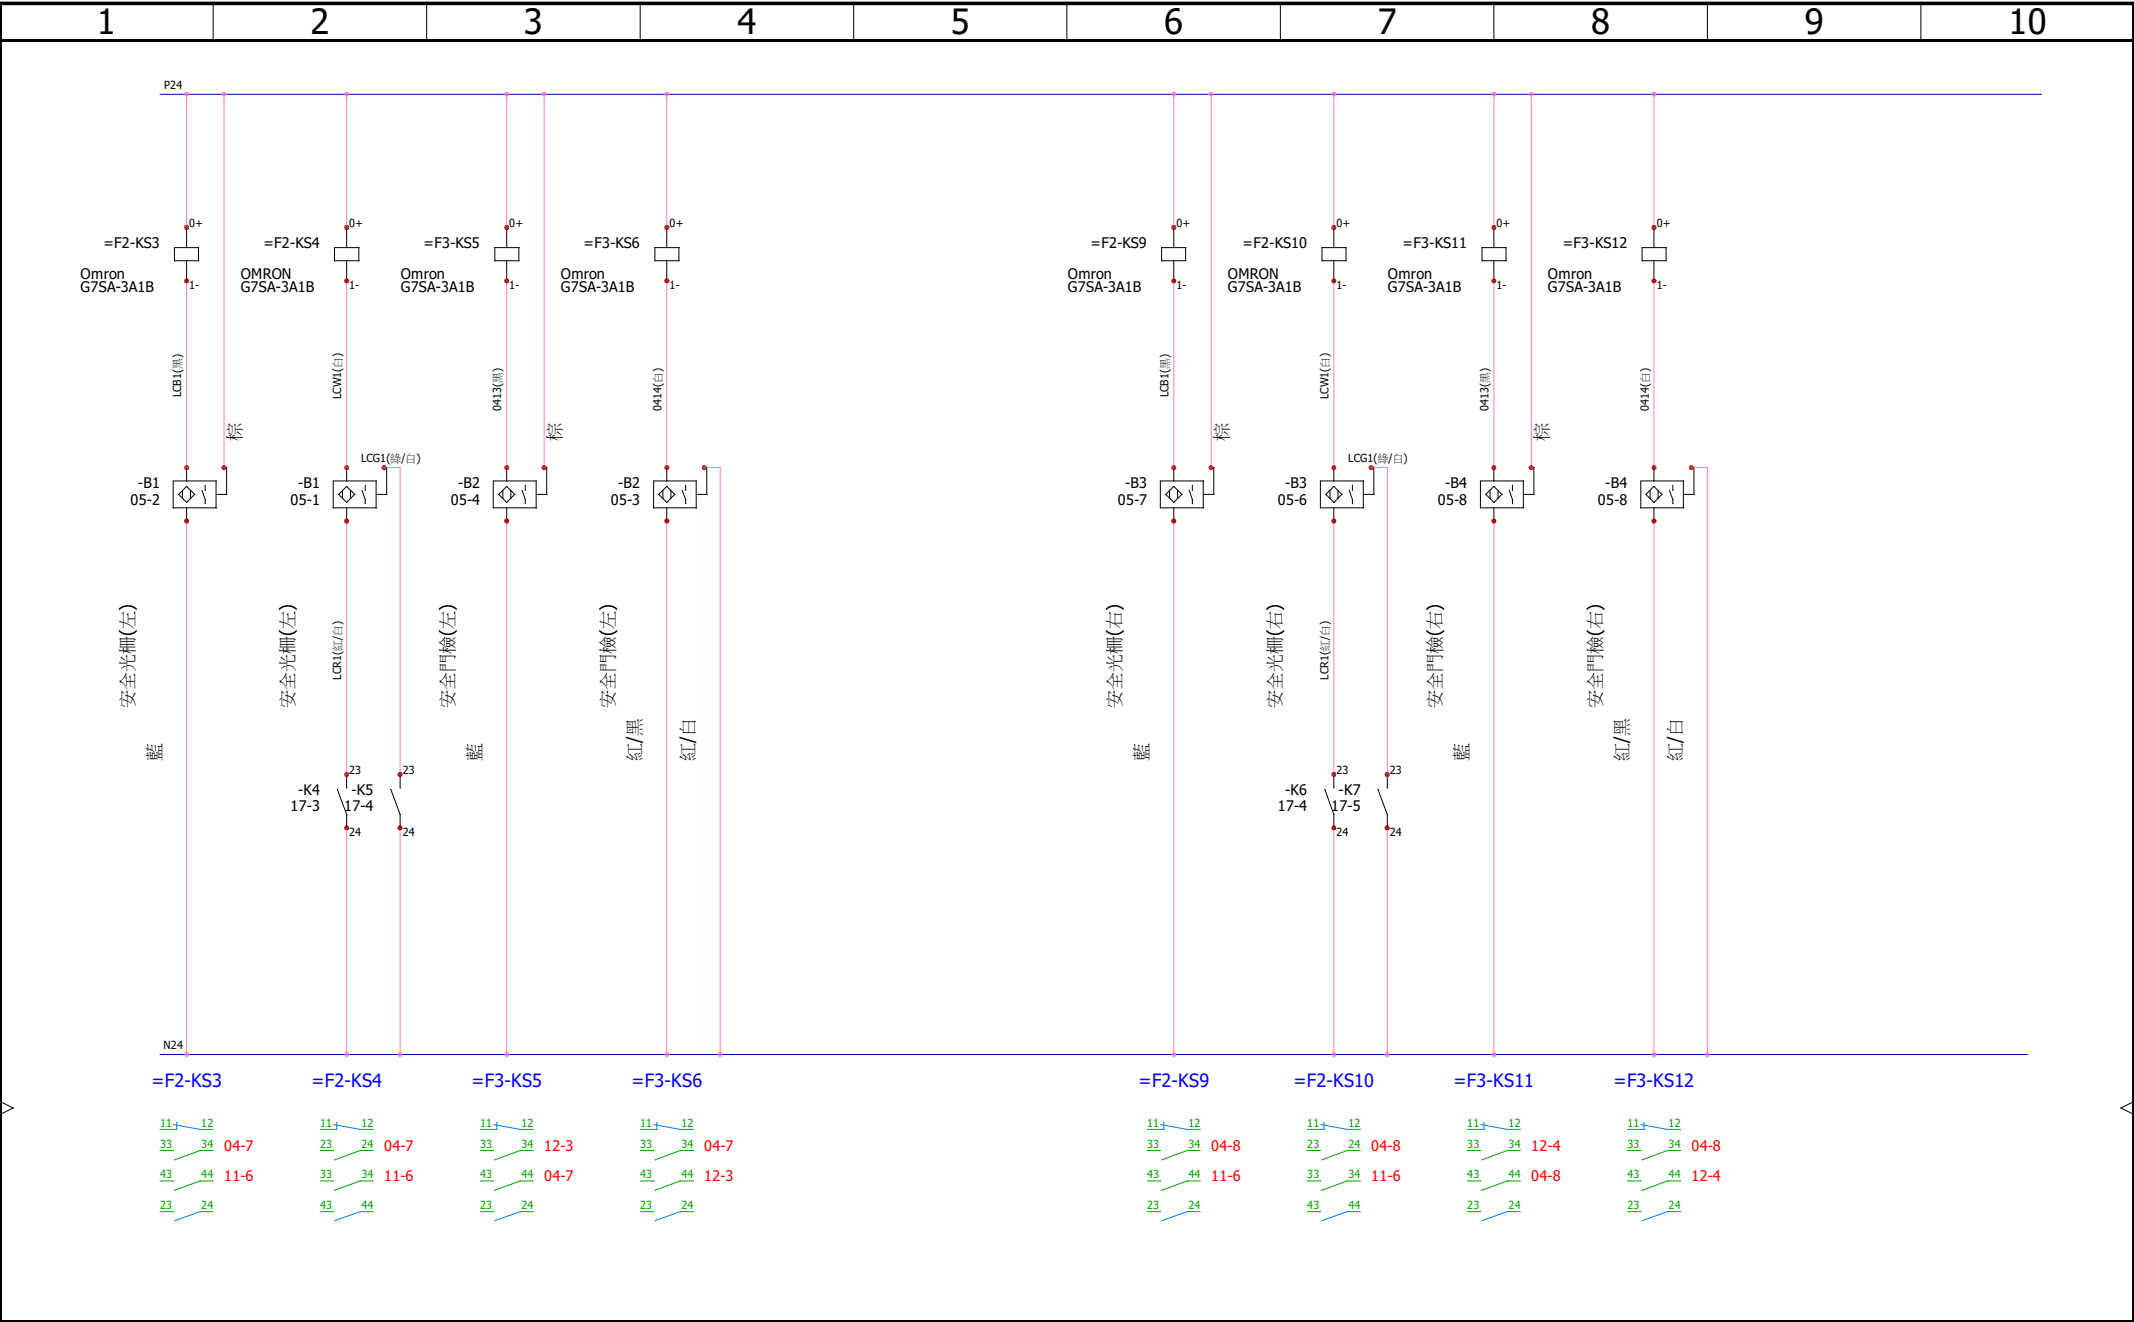 1 2 3 4 5 6 7 8 9 10
P24
0+ 0+ 0+ 0+ 0+ 0+ 0+ 0+
=F2-KS3 =F2-KS4 =F3-KS5 =F3-KS6 =F2-KS9 =F2-KS10 =F3-KS11 =F3-KS12
Omron OMRON Omron Omron Omron OMRON Omron Omron
G7SA-3A1B G7SA-3A1B G7SA-3A1B G7SA-3A1B G7SA-3A1B G7SA-3A1B G7SA-3A1B G7SA-3A1B
1- 1- 1- 1- 1- 1- 1- 1-
LCB1(黑) LCW1(白) 0413(黑) 0414(白) LCB1(黑) LCW1(白) 0413(黑) 0414(白)
棕 棕 棕 棕
LCG1(綠/白) LCG1(綠/白)
-B1 -B1 -B2 -B2 -B3 -B3 -B4 -B4
05-2 05-1 05-4 05-3 05-7 05-6 05-8 05-8
安全光柵(左) 安全光柵(左) 安全門檢(左) 安全門檢(左) 安全光柵(右) 安全光柵(右) 安全門檢(右) 安全門檢(右)
LCR1(紅/白) LCR1(紅/白)
藍 藍 紅/黑 紅/白 藍 藍 紅/黑 紅/白
23 23 23 23
-K4 -K5 -K6 -K7
17-3 17-4 17-4 17-5
24 24 24 24
N24
=F2-KS3 =F2-KS4 =F3-KS5 =F3-KS6 =F2-KS9 =F2-KS10 =F3-KS11 =F3-KS12
11 12 11 12 11 12 11 12 11 12 11 12 11 12 11 12
33 34 04-7 23 24 04-7 33 34 12-3 33 34 04-7 33 34 04-8 23 24 04-8 33 34 12-4 33 34 04-8
43 44 11-6 33 34 11-6 43 44 04-7 43 44 12-3 43 44 11-6 33 34 11-6 43 44 04-8 43 44 12-4
23 24 43 44 23 24 23 24 23 24 43 44 23 24 23 24